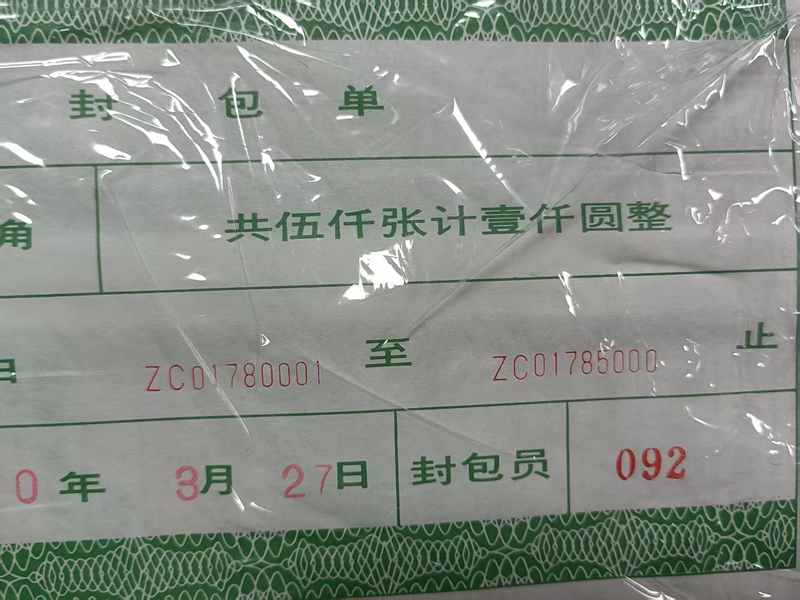 封包单
角 共伍仟张计壹仟圆整
ZC01780001 至 ZC01785000 止
0年 3月 27日 封包员 092